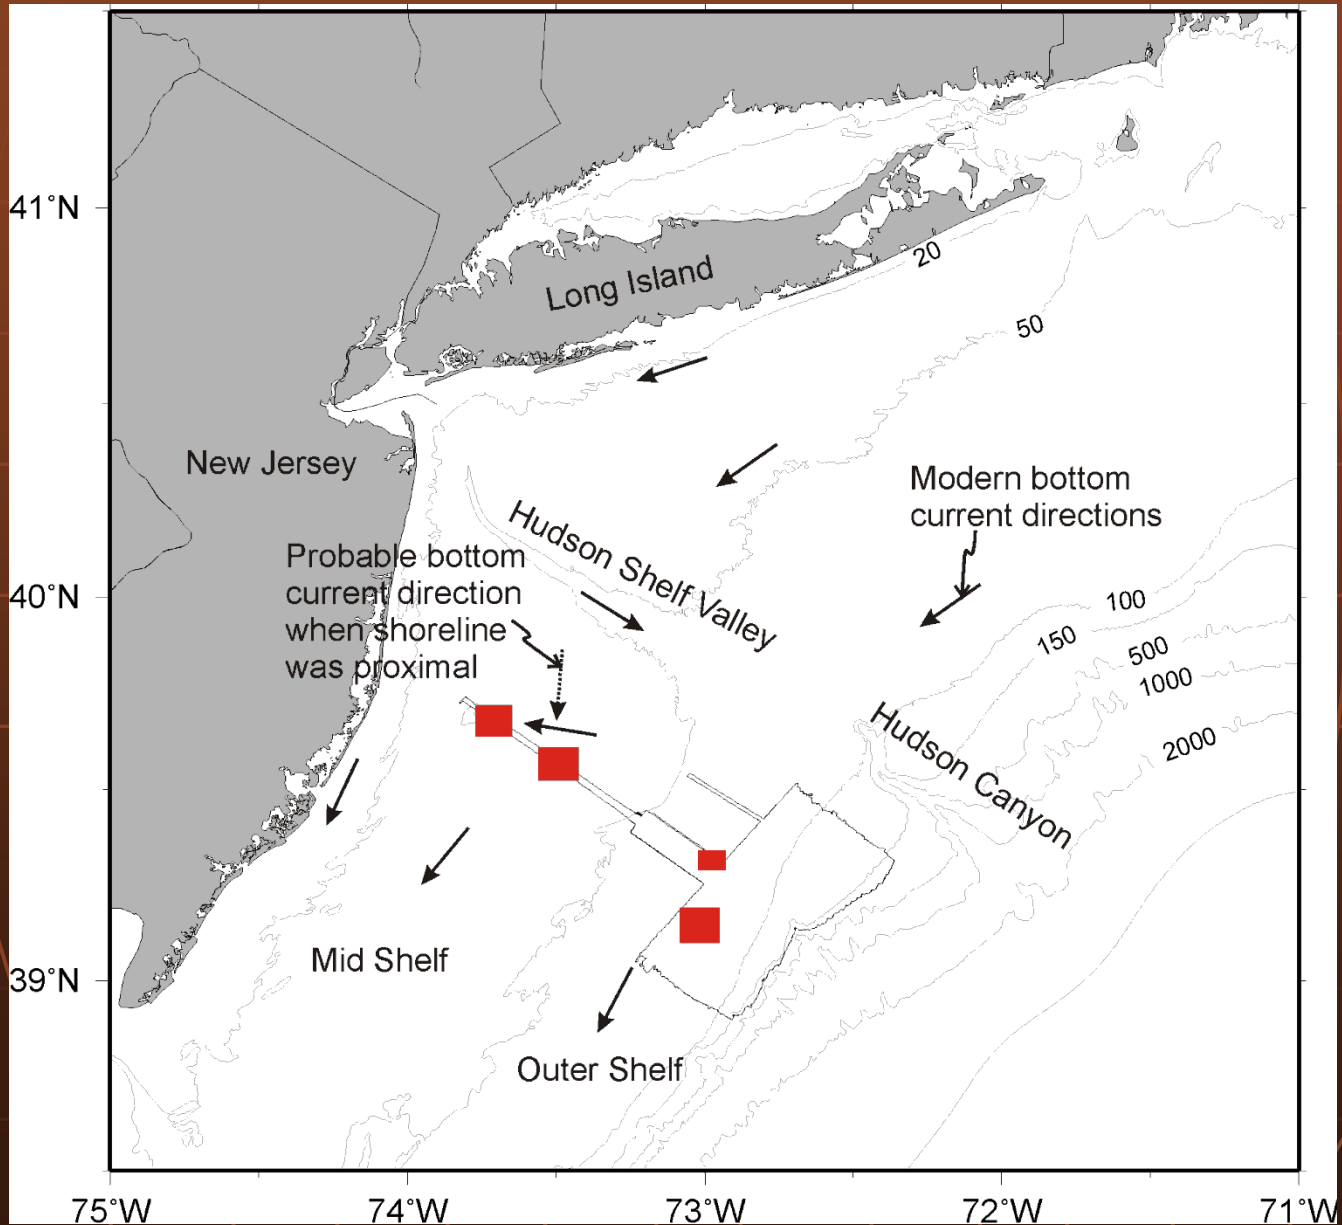 41°N
Long Island
20
50
New Jersey
Modern bottom
current directions
Hudson Shelf Valley
Probable bottom
current direction
when shoreline
was proximal
40°N
100
150
500
1000
2000
Hudson Canyon
Mid Shelf
39°N
Outer Shelf
75°W
74°W
73°W
72°W
71°W